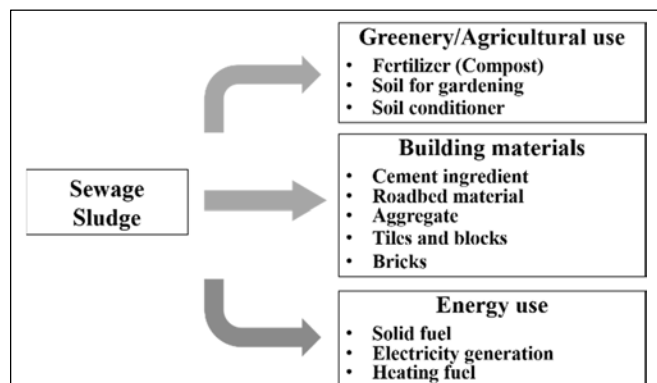 Sewage
Sludge
Greenery/Agricultural use
• Fertilizer (Compost)
• Soil for gardening
• Soil conditioner
Building materials
• Cement ingredient
• Roadbed material
• Aggregate
• Tiles and blocks
• Bricks
Energy use
• Solid fuel
• Electricity generation
• Heating fuel